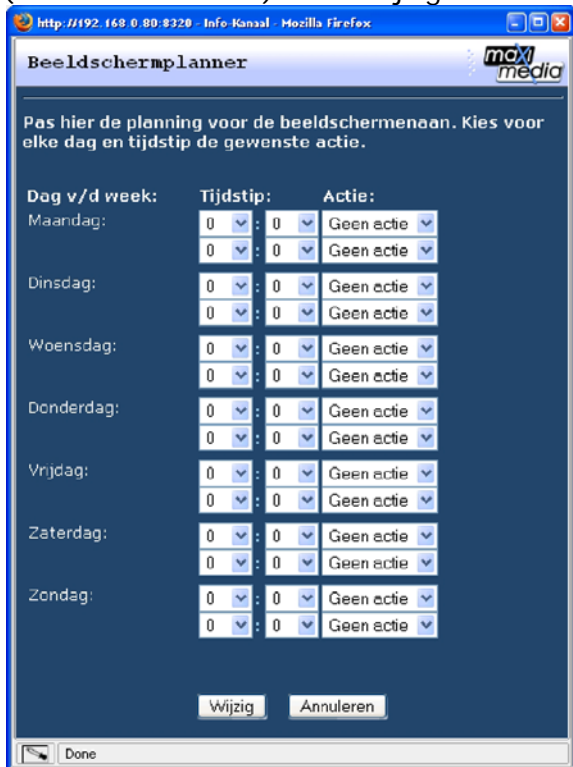 http://192.168.0.80:8320 - Info-Kanaal - Mozilla Firefox
Beeldschermplanner
maxi
media
Pas hier de planning voor de beeldschermenaan. Kies voor
elke dag en tijdstip de gewenste actie.
Dag v/d week: Tijdstip: Actie:
Maandag: 0 : 0 Geen actie
0 : 0 Geen actie
Dinsdag: 0 : 0 Geen actie
0 : 0 Geen actie
Woensdag: 0 : 0 Geen actie
0 : 0 Geen actie
Donderdag: 0 : 0 Geen actie
0 : 0 Geen actie
Vrijdag: 0 : 0 Geen actie
0 : 0 Geen actie
Zaterdag: 0 : 0 Geen actie
0 : 0 Geen actie
Zondag: 0 : 0 Geen actie
0 : 0 Geen actie
Wijzig Annuleren
Done